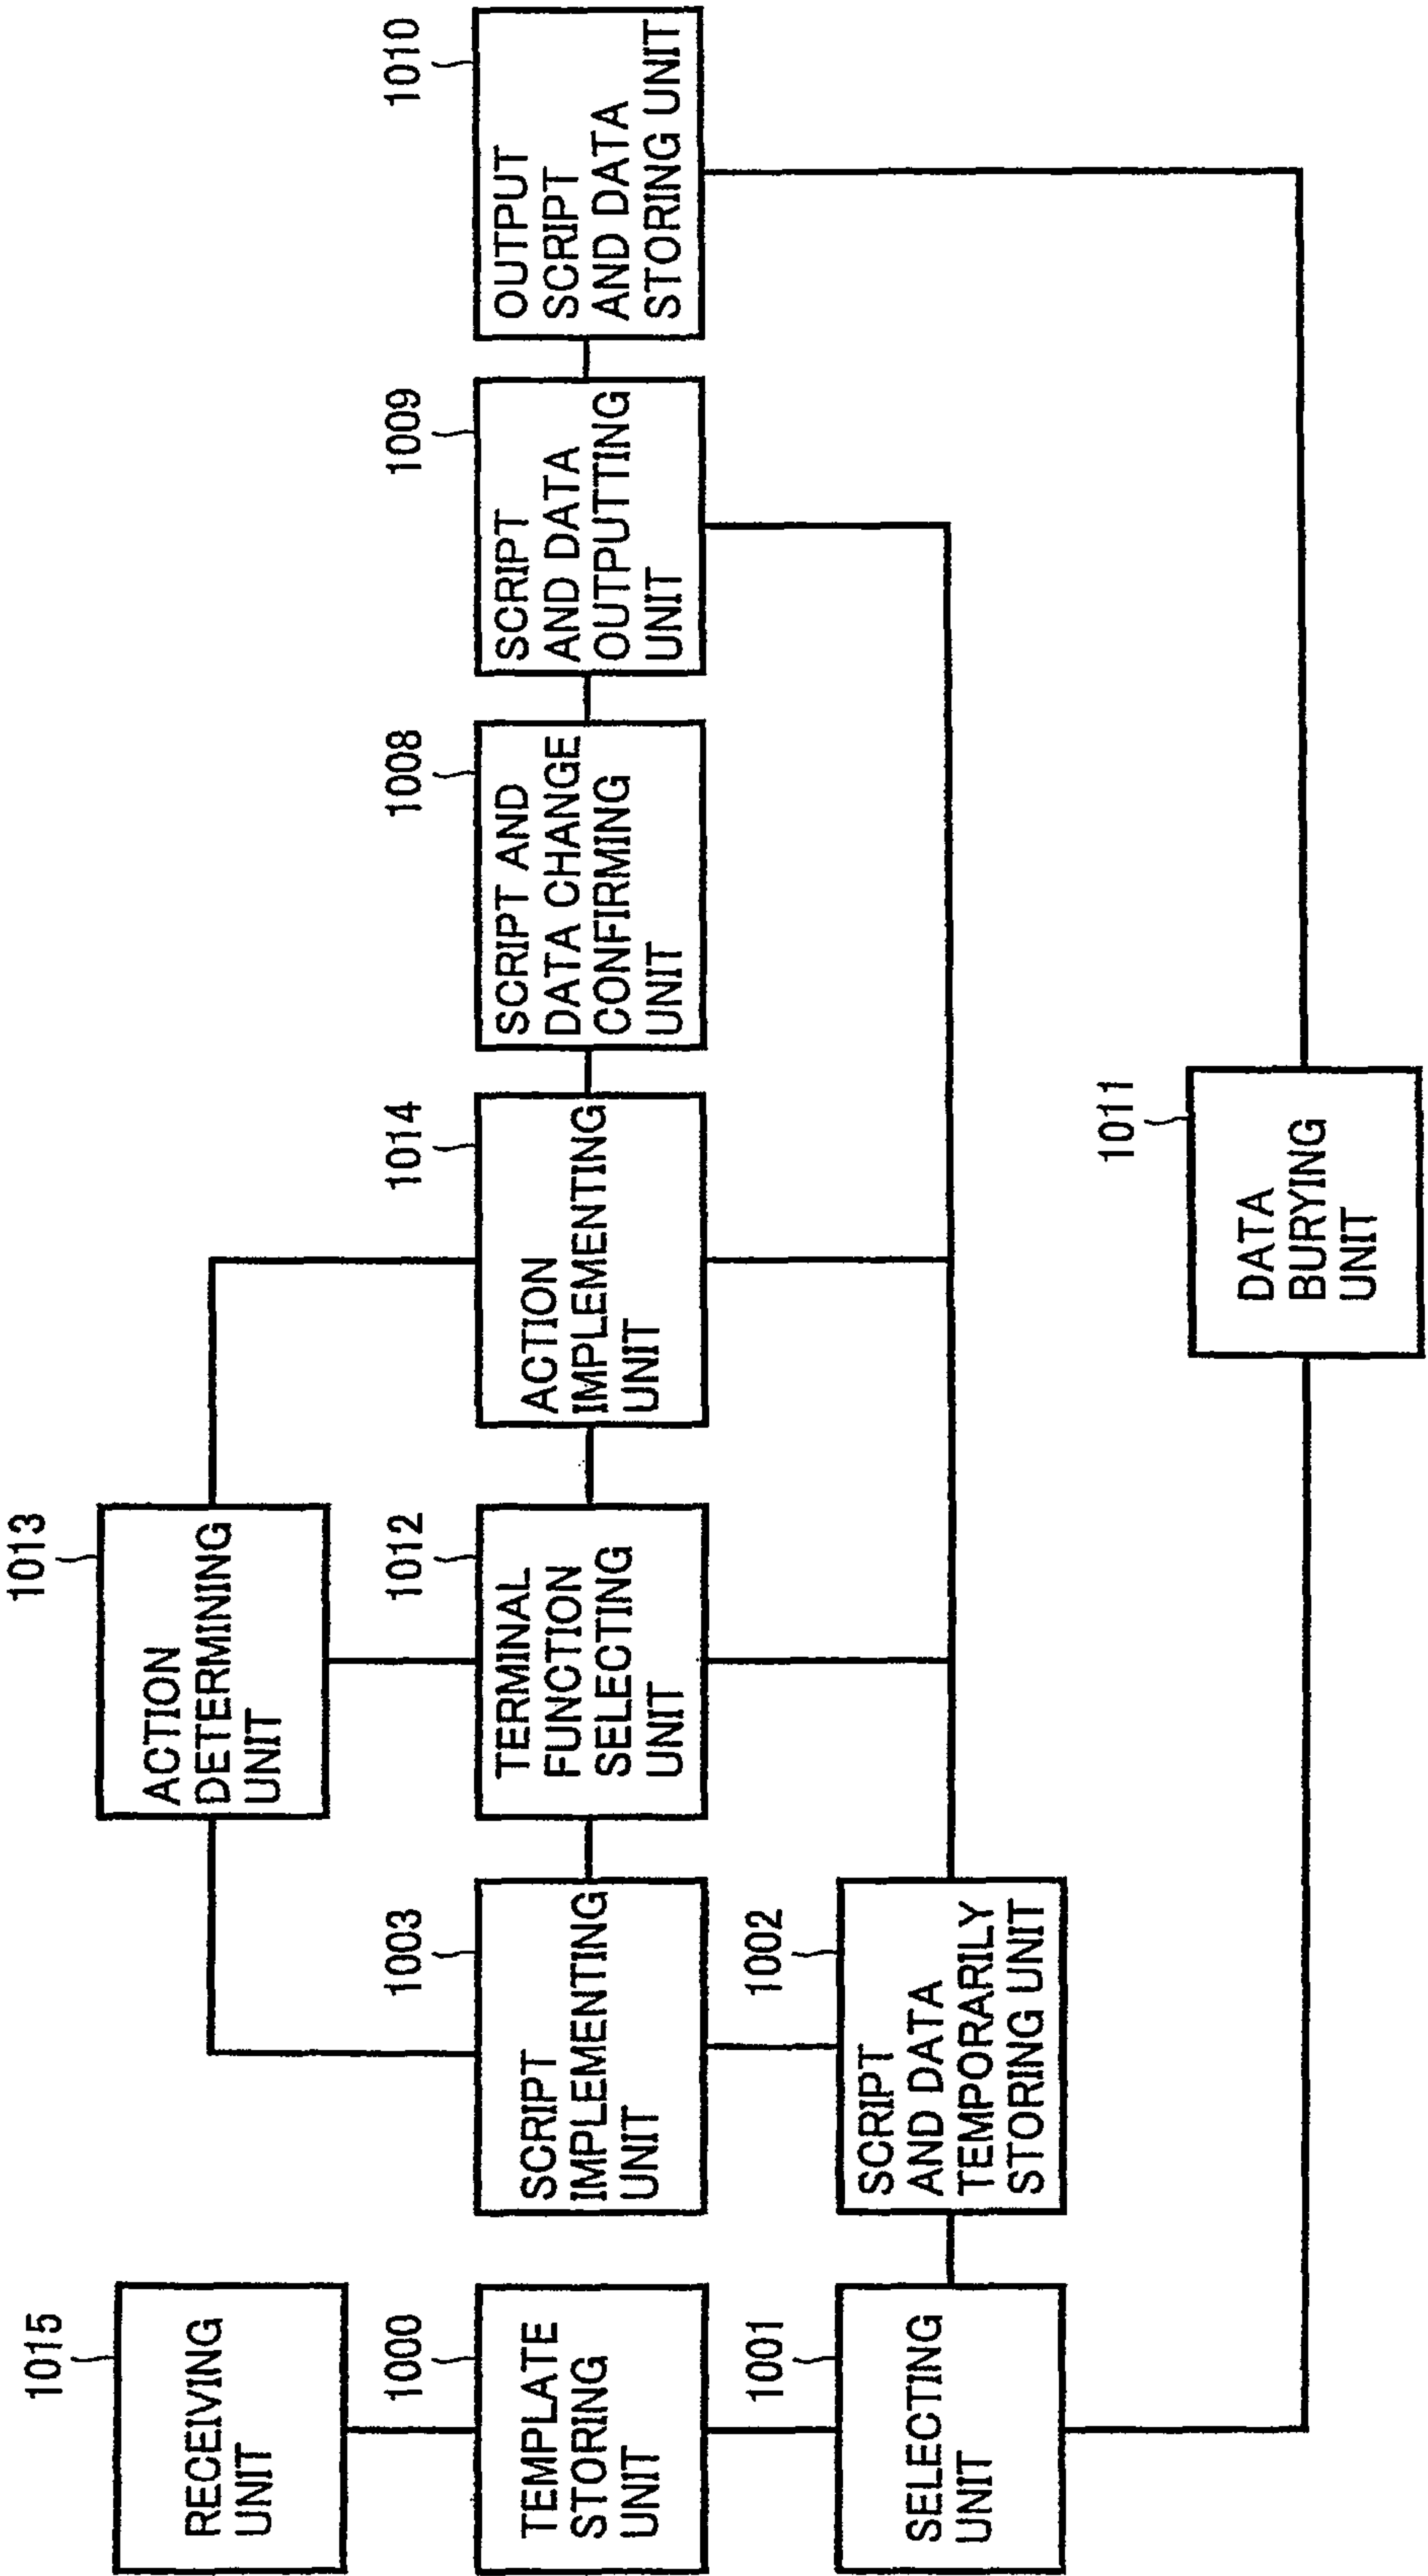 1015
RECEIVING
UNIT
1000
TEMPLATE
STORING
UNIT
1001
SELECTING
UNIT
1013
ACTION
DETERMINING
UNIT
1003
SCRIPT
IMPLEMENTING
UNIT
1002
SCRIPT
AND DATA
TEMPORARILY
STORING UNIT
1012
TERMINAL
FUNCTION
SELECTING
UNIT
1014
ACTION
IMPLEMENTING
UNIT
1008
SCRIPT AND
DATA CHANGE
CONFIRMING
UNIT
1009
SCRIPT
AND DATA
OUTPUTTING
UNIT
1010
OUTPUT
SCRIPT
AND DATA
STORING UNIT
1011
DATA
BURYING
UNIT